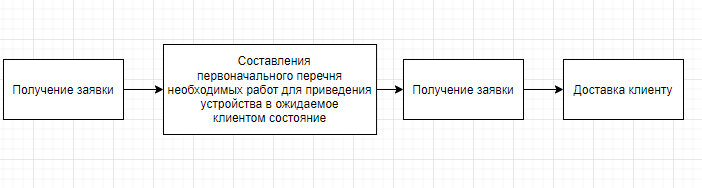 Получение заявки
Составления
первоначального перечня
необходимых работ для приведения
устройства в ожидаемое
клиентом состояние
Получение заявки
Доставка клиенту